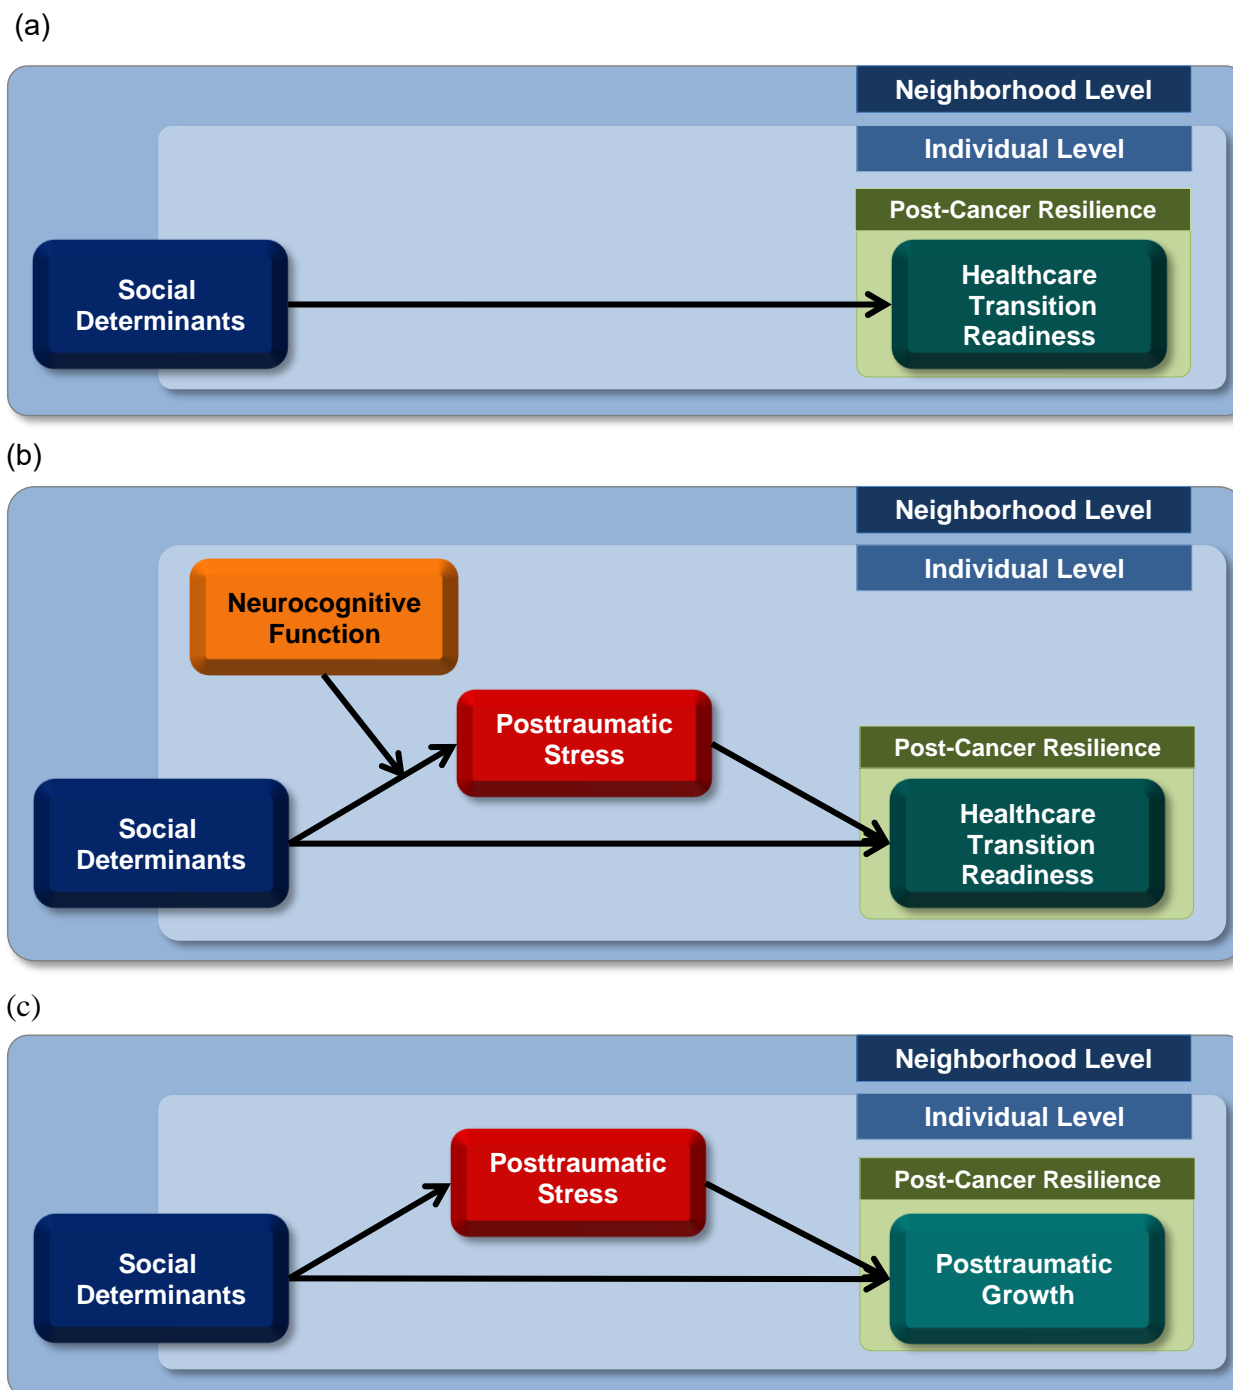 (a)
Neighborhood Level
Individual Level
Post-Cancer Resilience
Social
Determinants
Healthcare
Transition
Readiness
(b)
Neighborhood Level
Individual Level
Neurocognitive
Function
Posttraumatic
Stress
Post-Cancer Resilience
Social
Determinants
Healthcare
Transition
Readiness
(c)
Neighborhood Level
Individual Level
Posttraumatic
Stress
Post-Cancer Resilience
Social
Determinants
Posttraumatic
Growth